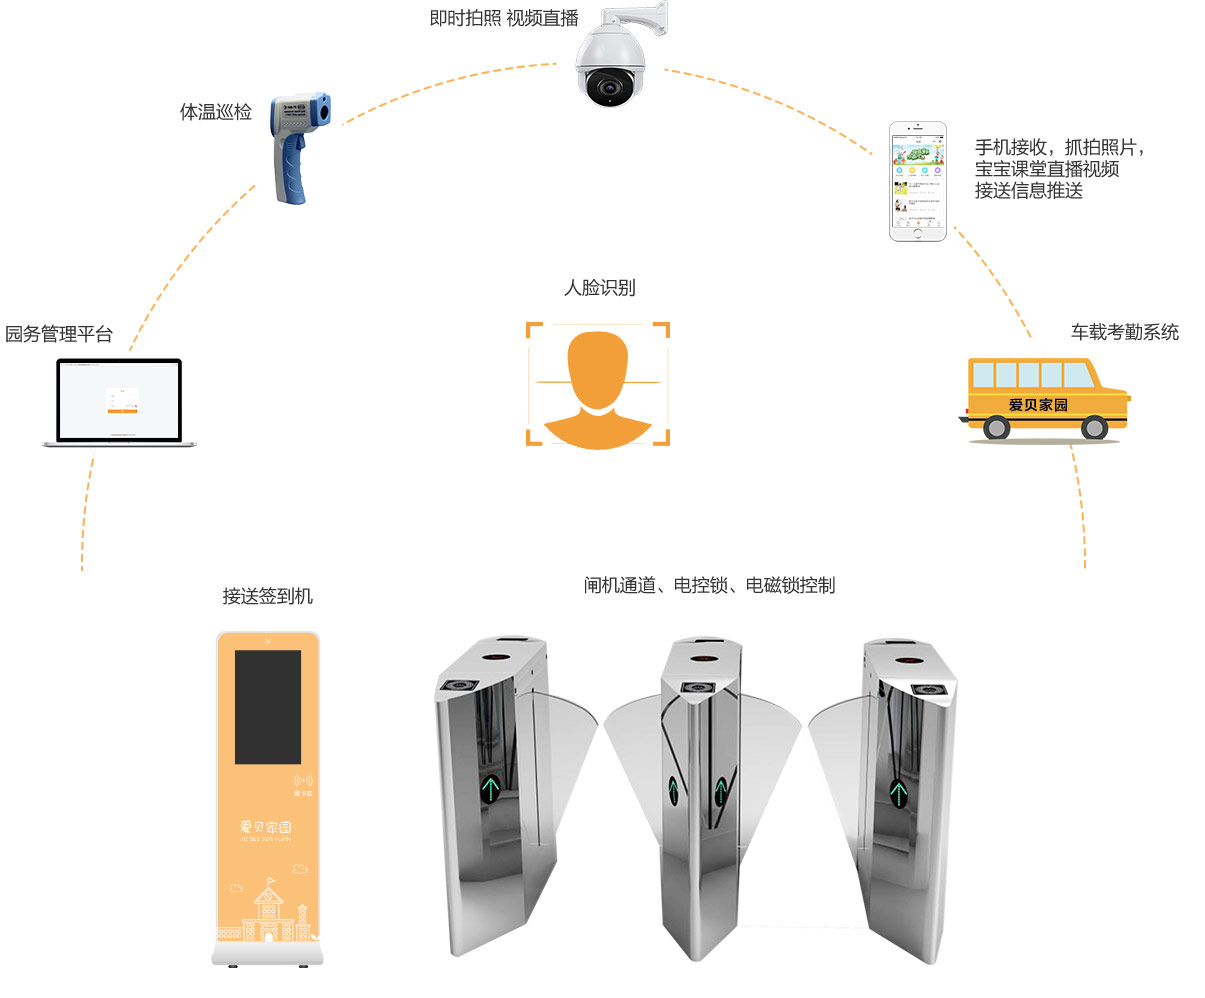 即时拍照 视频直播
体温巡检
手机接收，抓拍照片，
宝宝课堂直播视频
接送信息推送
人脸识别
园务管理平台
车载考勤系统
爱贝家园
接送签到机
闸机通道、电控锁、电磁锁控制
爱贝家园